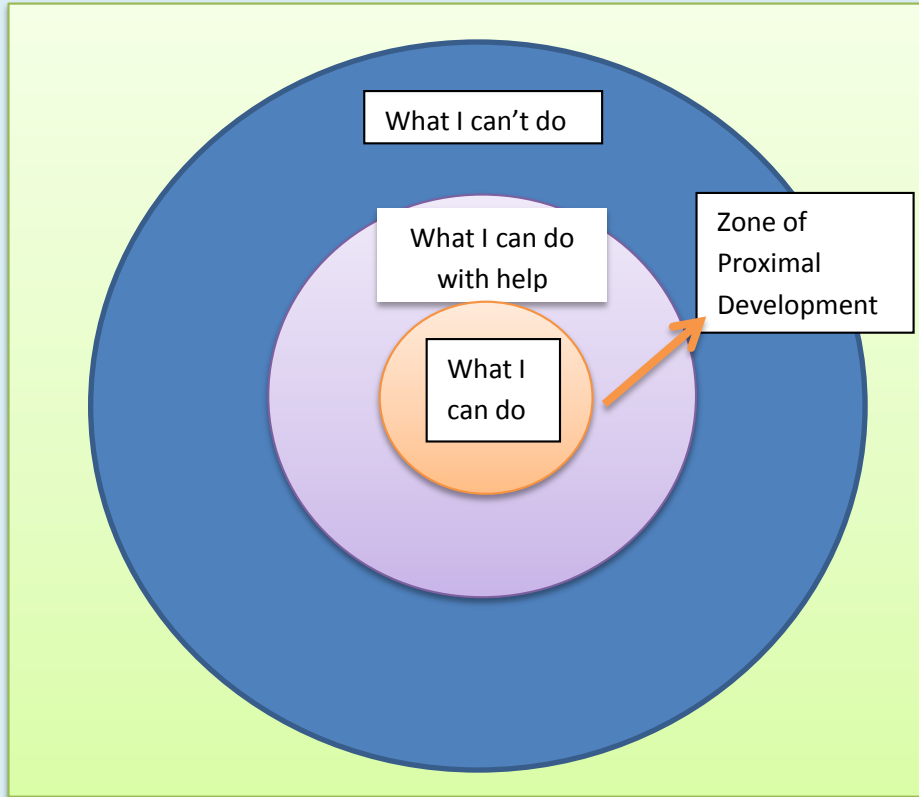 What I can't do
What I can do
with help
Zone of
Proximal
Development
What I
can do